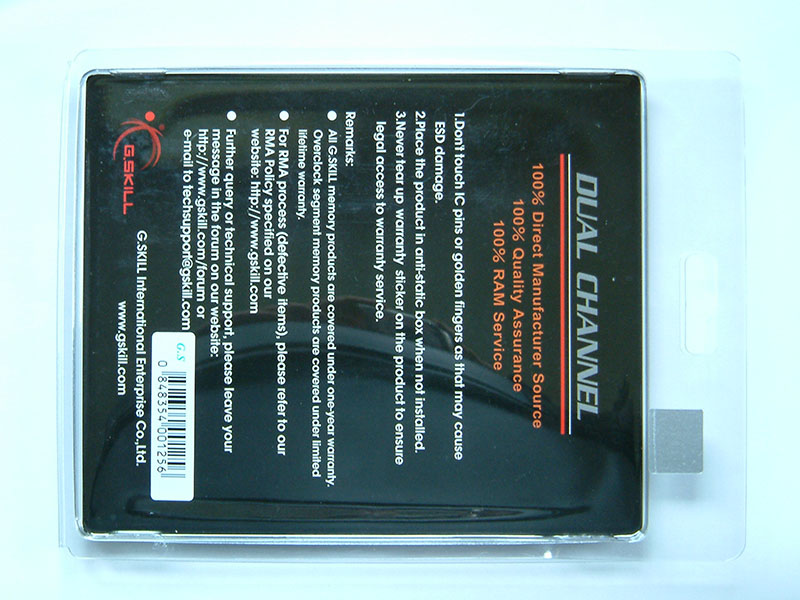 DUAL CHANNEL
100% Direct Manufacturer Source
100% Quality Assurance
100% RAM Service
1.Don't touch IC pins or golden fingers as that may cause
ESD damage.
2.Place the product in anti-static box when not installed.
3.Never tear up warranty sticker on the product to ensure
legal access to warranty service.
Remarks:
● All G.SKILL memory products are covered under one-year warranty.
Overclock segment memory products are covered under limited
lifetime warranty.
● For RMA process (defective items), please refer to our
RMA Policy specified on our
website: http://www.gskill.com
● Further query or technical support, please leave your
message in the forum on our website:
http://www.gskill.com/forum or
e-mail to techsupport@gskill.com
G.SKILL
G.SKILL International Enterprise Co.,Ltd.
www.gskill.com
G.S
0 848354 001256